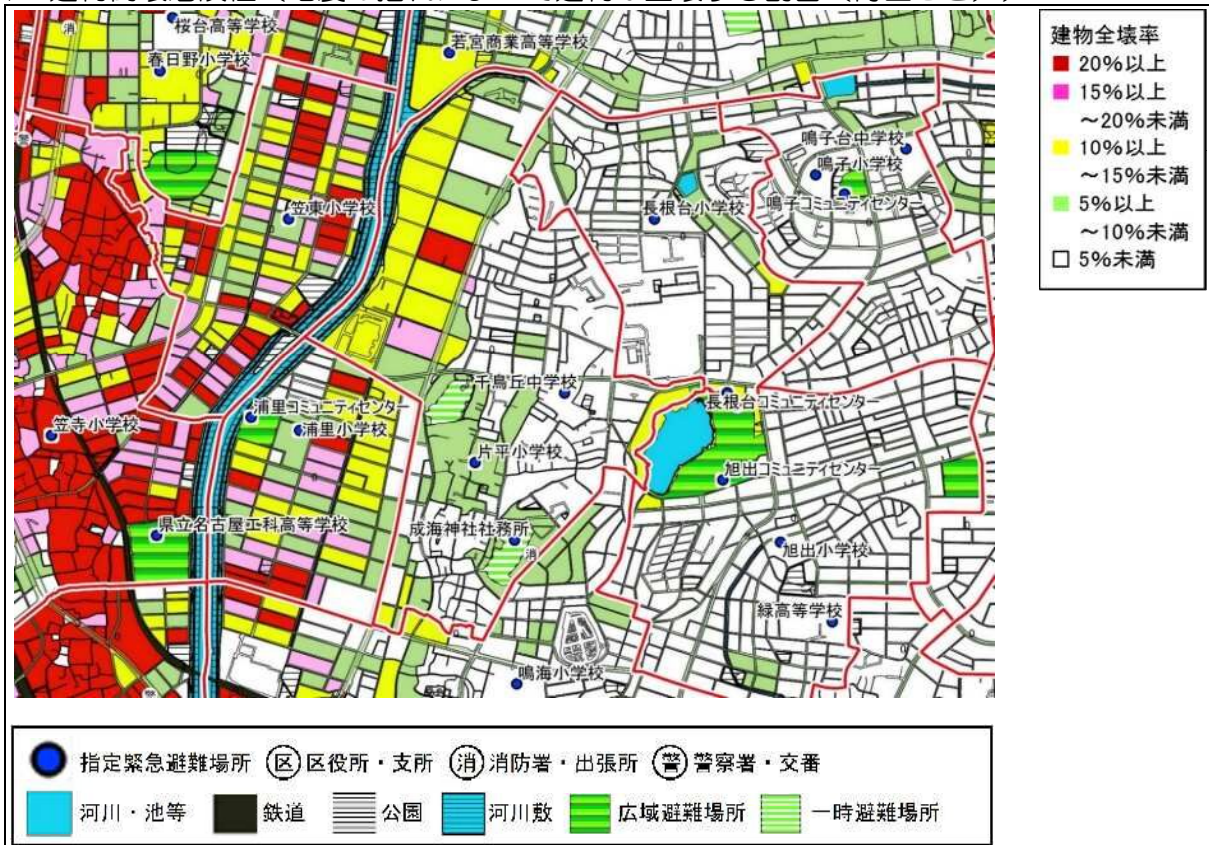 桜台高等学校
若宮商業高等学校
春日野小学校
鳴子台中学校
鳴子小学校
鳴子コミュニティセンター
長根台小学校
笠東小学校
千鳥丘中学校
長根台コミュニティセンター
浦里コミュニティセンター
浦里小学校
笠寺小学校
片平小学校
旭出コミュニティセンター
県立名古屋工科高等学校
成海神社社務所
旭出小学校
緑高等学校
鳴海小学校
消
警
消
警
建物全壊率
20%以上
15%以上
～20%未満
10%以上
～15%未満
5%以上
～10%未満
5%未満
指定緊急避難場所 区 区役所・支所 消 消防署・出張所 警 警察署・交番
河川・池等 鉄道 公園 河川敷 広域避難場所 一時避難場所